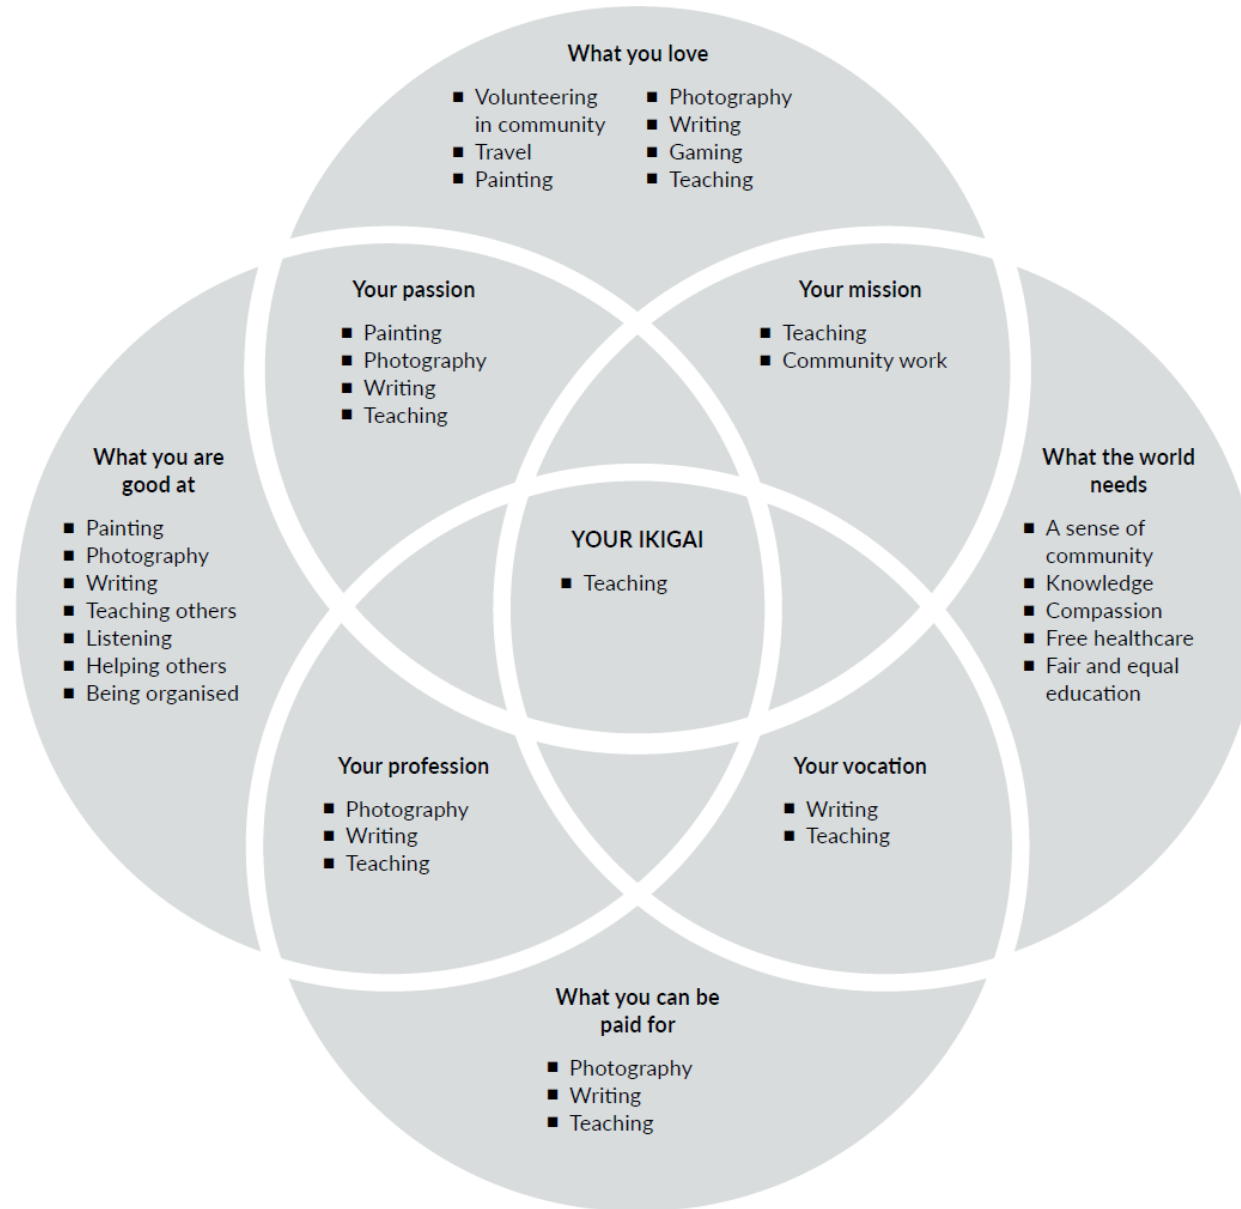 What you love
■ Volunteering
in community
■ Travel
■ Painting
■ Photography
■ Writing
■ Gaming
■ Teaching
Your passion
■ Painting
■ Photography
■ Writing
■ Teaching
Your mission
■ Teaching
■ Community work
What you are
good at
■ Painting
■ Photography
■ Writing
■ Teaching others
■ Listening
■ Helping others
■ Being organised
YOUR IKIGAI
■ Teaching
What the world
needs
■ A sense of
community
■ Knowledge
■ Compassion
■ Free healthcare
■ Fair and equal
education
Your profession
■ Photography
■ Writing
■ Teaching
Your vocation
■ Writing
■ Teaching
What you can be
paid for
■ Photography
■ Writing
■ Teaching